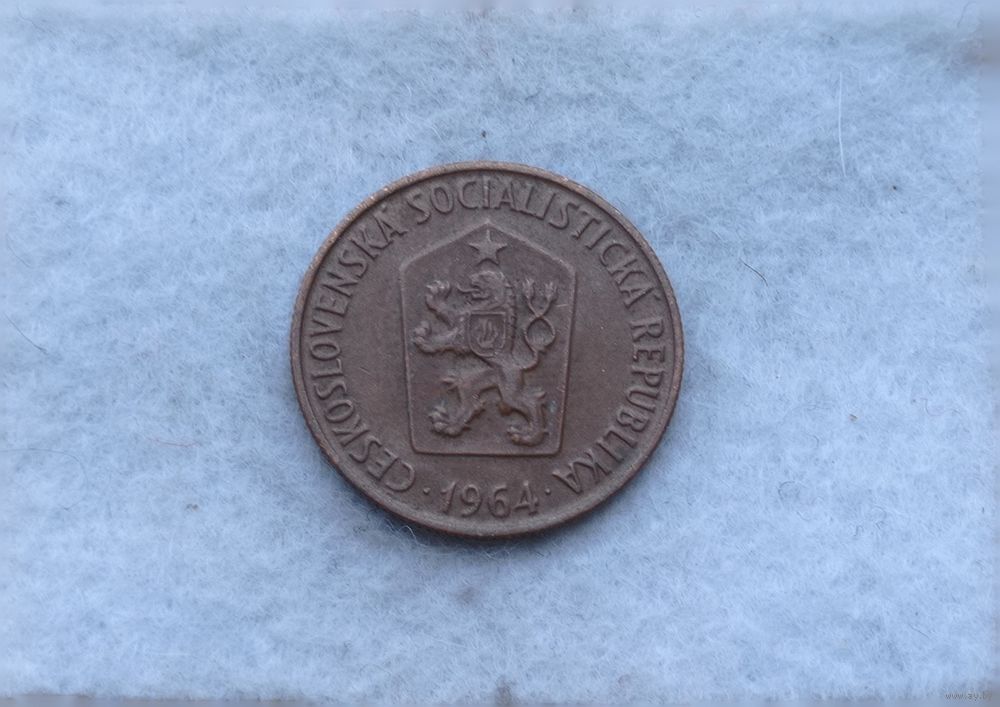 ČESKOSLOVENSKÁ SOCIALISTICKÁ REPUBLIKA
· 1964 ·